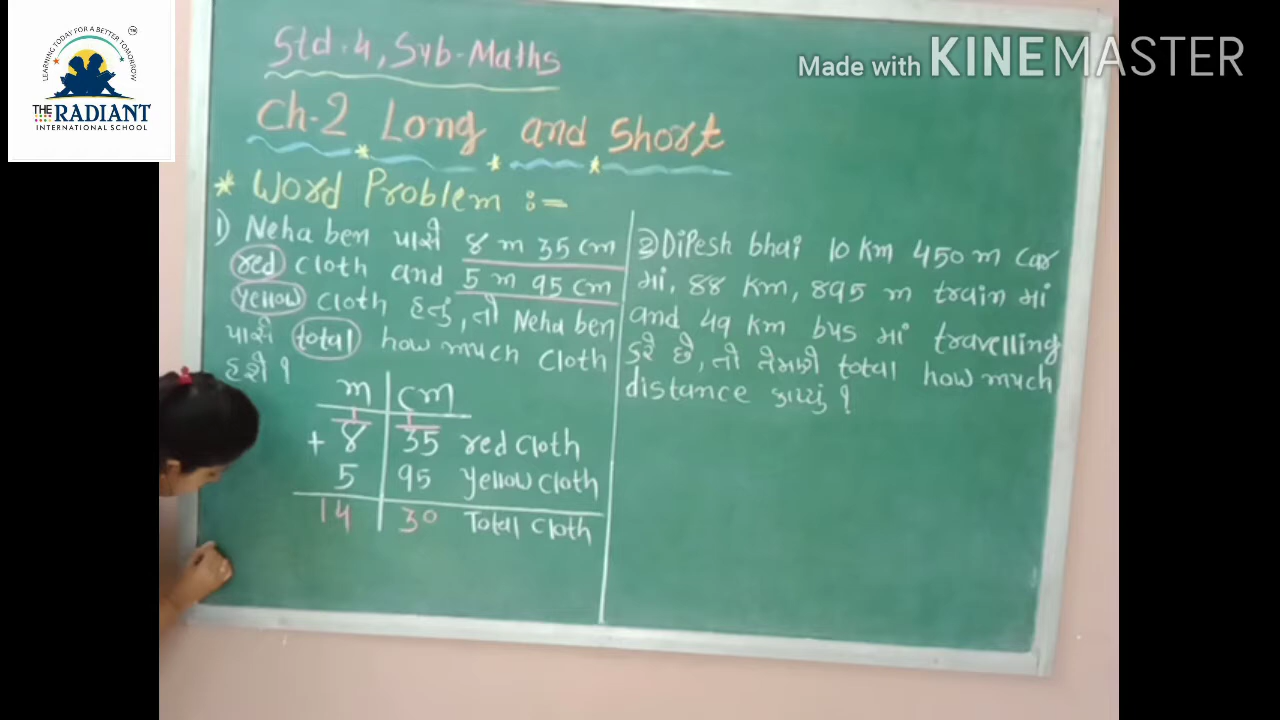 LEARNING TODAY FOR A BETTER TOMORROW
TM
THE RADIANT
INTERNATIONAL SCHOOL
Made with KINEMASTER
Std.4, Sub-Maths
Ch-2 Long and Short
* Word Problem :-
1) Neha ben પાસે 8 m 35 cm
red cloth and 5 m 95 cm
yellow cloth હતું, તો Neha ben
પાસે total how much cloth
હશે ?
m cm
1 1
+ 8 35 red cloth
5 95 yellow cloth
14 30 Total cloth
2) Dipesh bhai 10 km 450 m car
માં, 88 km, 895 m train માં
and 49 km bus માં travelling
કરે છે, તો તેમણે total how much
distance કાપ્યું ?